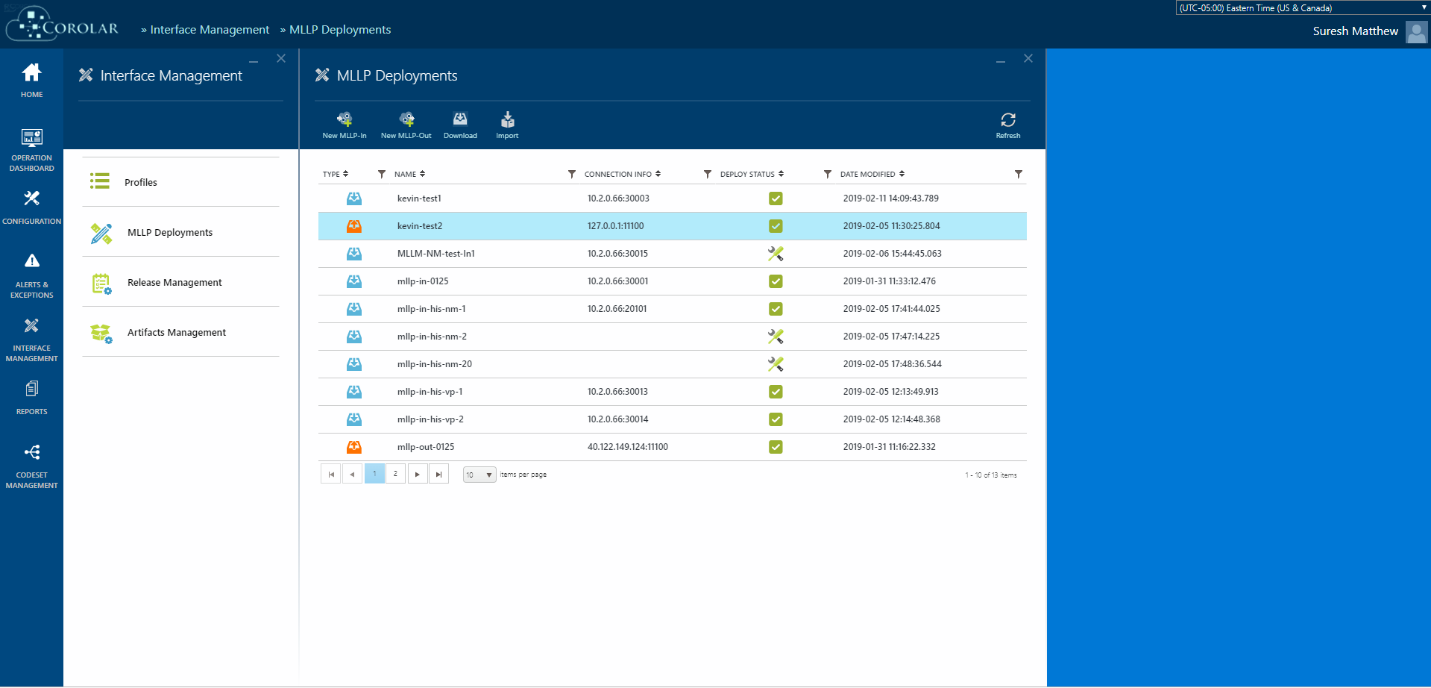 (UTC-05:00) Eastern Time (US & Canada)
COROLAR
» Interface Management » MLLP Deployments
Suresh Matthew
HOME
OPERATION DASHBOARD
CONFIGURATION
ALERTS & EXCEPTIONS
INTERFACE MANAGEMENT
REPORTS
CODESET MANAGEMENT
Interface Management
Profiles
MLLP Deployments
Release Management
Artifacts Management
MLLP Deployments
New MLLP-In New MLLP-Out Download Import Refresh
TYPE NAME CONNECTION INFO DEPLOY STATUS DATE MODIFIED
kevin-test1 10.2.0.66:30003 2019-02-11 14:09:43.789
kevin-test2 127.0.0.1:11100 2019-02-05 11:30:25.804
MLLM-NM-test-In1 10.2.0.66:30015 2019-02-06 15:44:45.063
mllp-in-0125 10.2.0.66:30001 2019-01-31 11:33:12.476
mllp-in-his-nm-1 10.2.0.66:20101 2019-02-05 17:41:44.025
mllp-in-his-nm-2 2019-02-05 17:47:14.225
mllp-in-his-nm-20 2019-02-05 17:48:36.544
mllp-in-his-vp-1 10.2.0.66:30013 2019-02-05 12:13:49.913
mllp-in-his-vp-2 10.2.0.66:30014 2019-02-05 12:14:48.368
mllp-out-0125 40.122.149.124:11100 2019-01-31 11:16:22.332
1 2 10 items per page 1 - 10 of 13 items